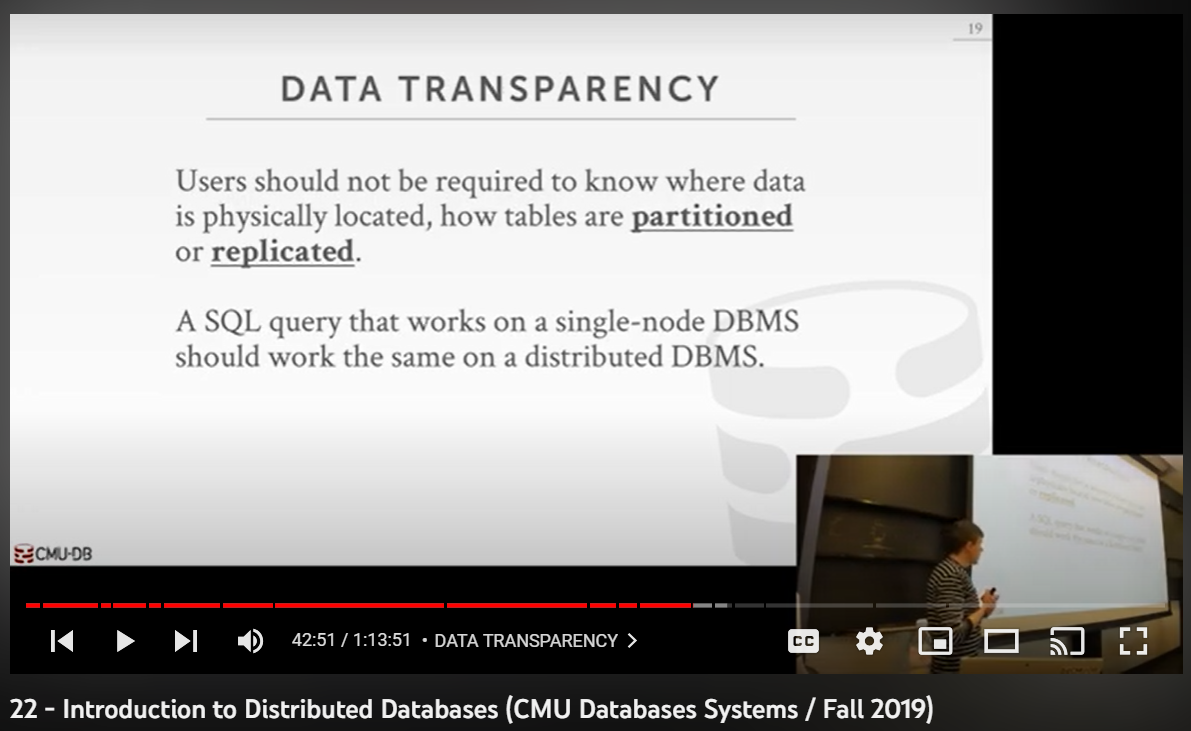 19
DATA TRANSPARENCY
Users should not be required to know where data
is physically located, how tables are partitioned
or replicated.
A SQL query that works on a single-node DBMS
should work the same on a distributed DBMS.
CMU·DB
42:51 / 1:13:51 • DATA TRANSPARENCY
CC
22 - Introduction to Distributed Databases (CMU Databases Systems / Fall 2019)